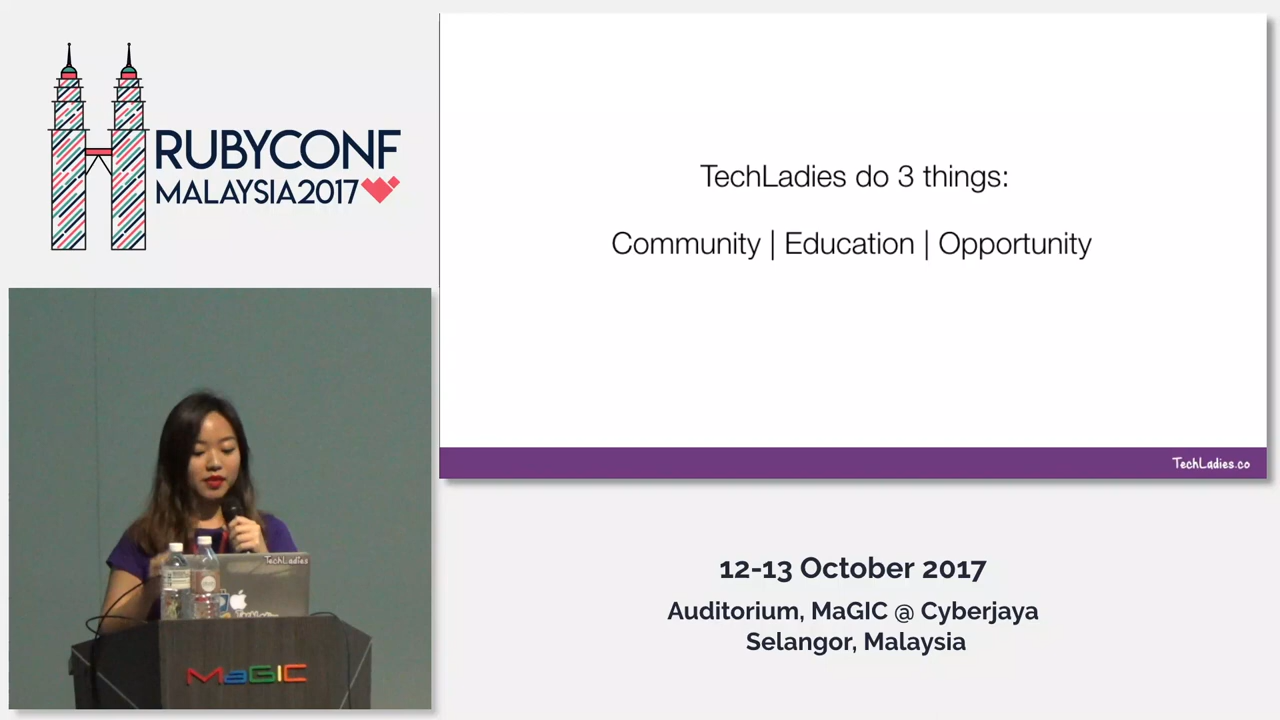 RUBYCONF
MALAYSIA2017
TechLadies do 3 things:
Community | Education | Opportunity
TechLadies.co
TechLadies
MaGIC
12-13 October 2017
Auditorium, MaGIC @ Cyberjaya
Selangor, Malaysia